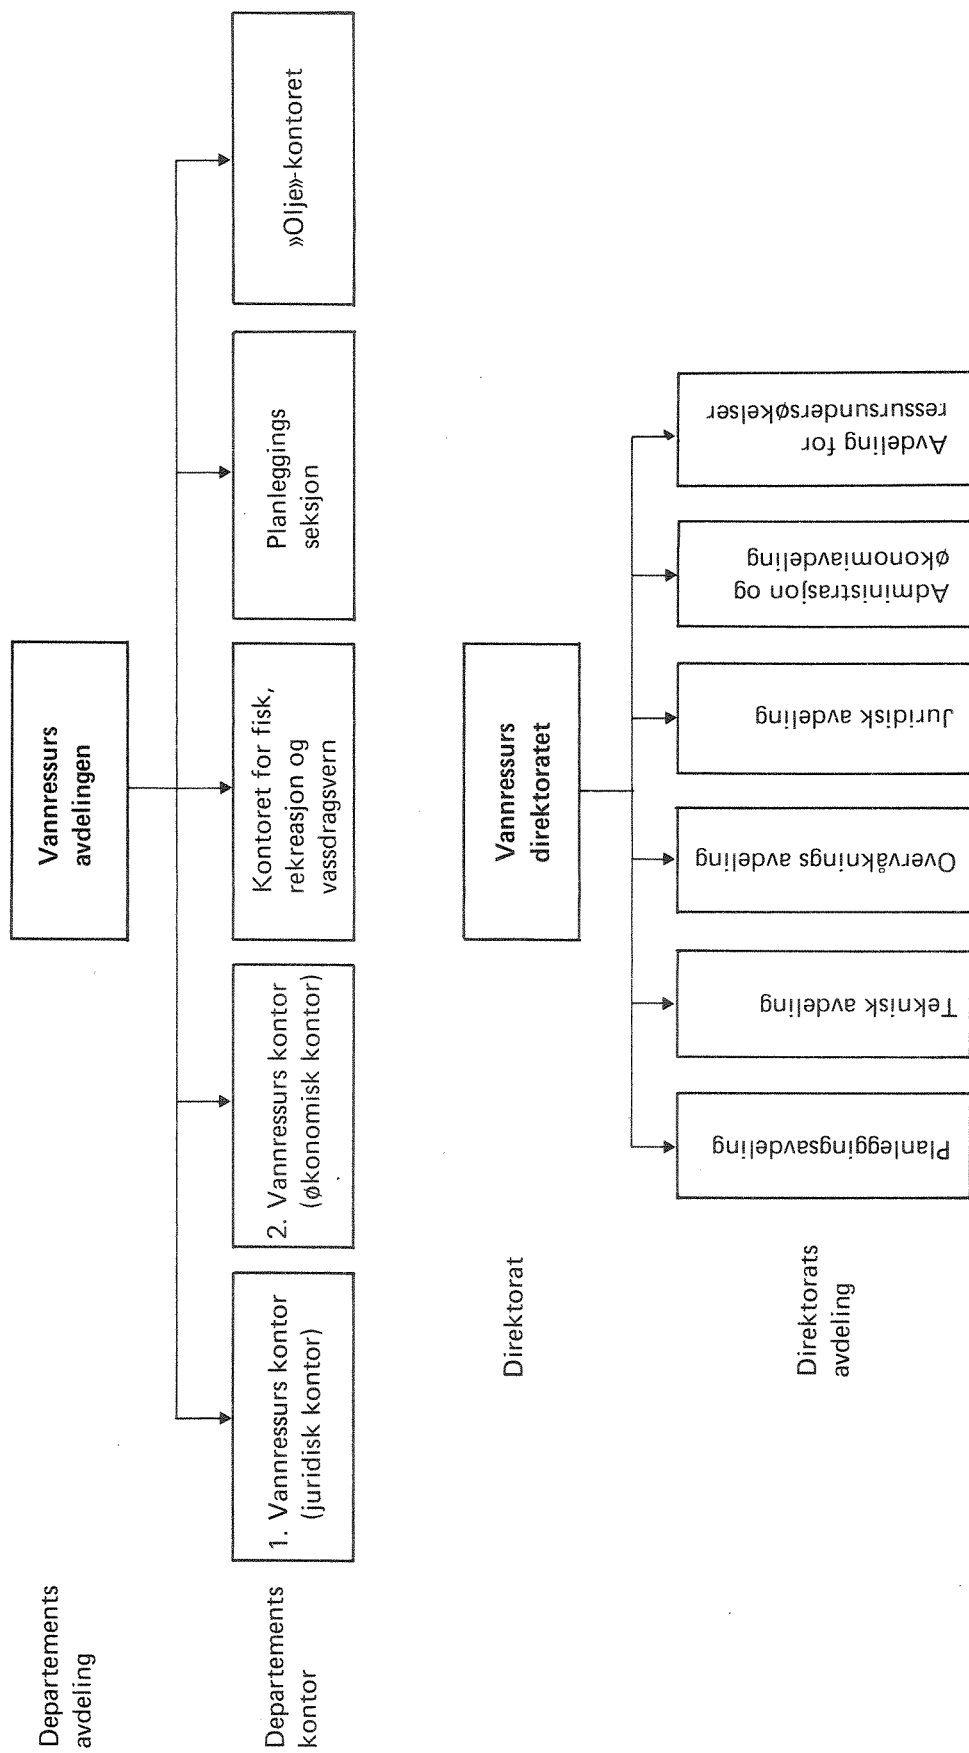 Departements
avdeling
Vannressurs
avdelingen
Departements
kontor
1. Vannressurs kontor
(juridisk kontor)
2. Vannressurs kontor
(økonomisk kontor)
Kontoret for fisk,
rekreasjon og
vassdragsvern
Planleggings
seksjon
»Olje»-kontoret
Direktorat
Vannressurs
direktoratet
Direktorats
avdeling
Planleggingsavdeling
Teknisk avdeling
Overvåknings avdeling
Juridisk avdeling
Administrasjon og
økonomiavdeling
Avdeling for
ressursundersøkelser